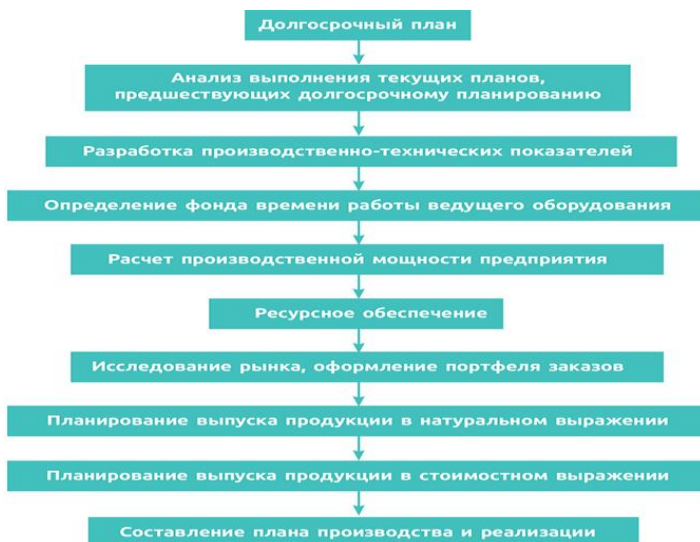 Долгосрочный план
Анализ выполнения текущих планов,
предшествующих долгосрочному планированию
Разработка производственно-технических показателей
Определение фонда времени работы ведущего оборудования
Расчет производственной мощности предприятия
Ресурсное обеспечение
Исследование рынка, оформление портфеля заказов
Планирование выпуска продукции в натуральном выражении
Планирование выпуска продукции в стоимостном выражении
Составление плана производства и реализации